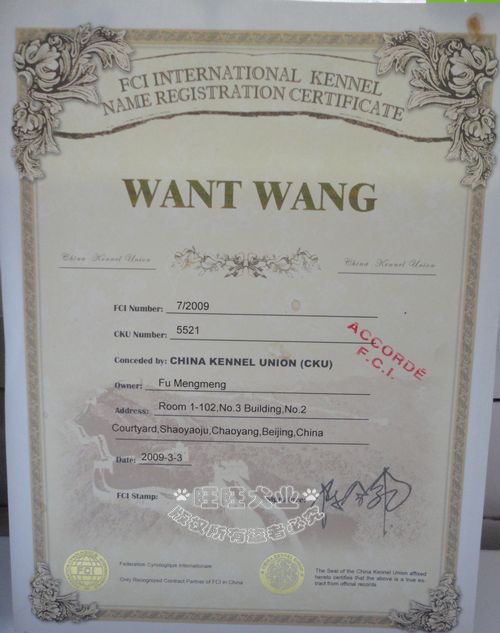 FCI INTERNATIONAL KENNEL
NAME REGISTRATION CERTIFICATE
WANT WANG
China Kennel Union
China Kennel Union
FCI Number: 7/2009
CKU Number: 5521
ACCORDÉ
F.C.I.
Conceded by: CHINA KENNEL UNION (CKU)
Owner: Fu Mengmeng
Address: Room 1-102,No.3 Building,No.2
Courtyard,Shaoyaoju,Chaoyang,Beijing,China
Date: 2009-3-3
FCI Stamp:
旺旺犬业
版权所有盗者必究
FCI
Federation Cynologique Internationale
Only Recognized Contract Partner of FCI in China
The Seal of the China Kennel Union affixed
hereto certifies that the above is a true ex-
tract from official records.